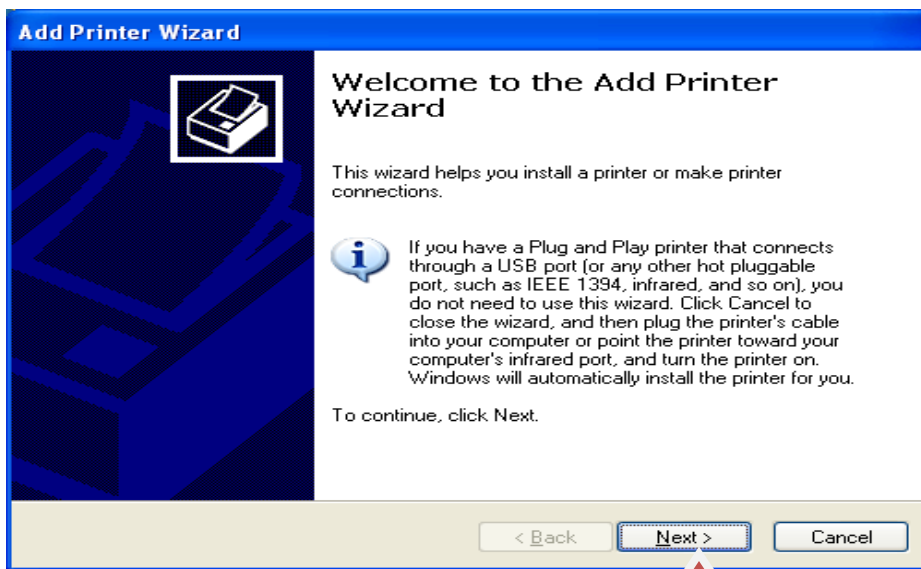 Add Printer Wizard
Welcome to the Add Printer
Wizard
This wizard helps you install a printer or make printer
connections.
If you have a Plug and Play printer that connects
through a USB port (or any other hot pluggable
port, such as IEEE 1394, infrared, and so on), you
do not need to use this wizard. Click Cancel to
close the wizard, and then plug the printer's cable
into your computer or point the printer toward your
computer's infrared port, and turn the printer on.
Windows will automatically install the printer for you.
To continue, click Next.
< Back Next > Cancel